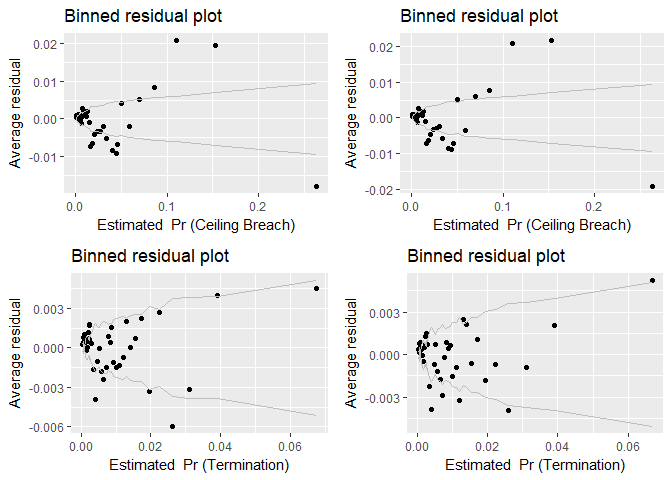 Binned residual plot
Binned residual plot
0.02
0.01
0.00
-0.01
Average residual
0.0
0.1
0.2
Estimated Pr (Ceiling Breach)
0.02
0.01
0.00
-0.01
-0.02
Average residual
0.0
0.1
0.2
Estimated Pr (Ceiling Breach)
Binned residual plot
Binned residual plot
0.003
0.000
-0.003
-0.006
Average residual
0.00
0.02
0.04
0.06
Estimated Pr (Termination)
0.003
0.000
-0.003
Average residual
0.00
0.02
0.04
0.06
Estimated Pr (Termination)